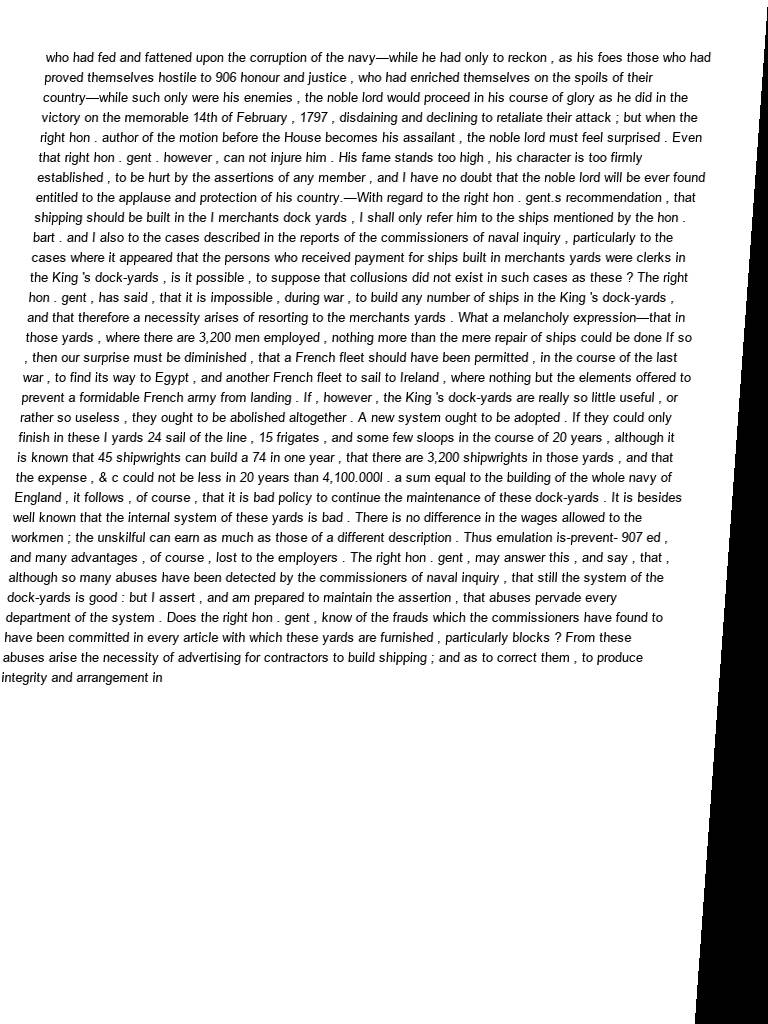 who had fed and fattened upon the corruption of the navy—while he had only to reckon , as his foes those who had
proved themselves hostile to 906 honour and justice , who had enriched themselves on the spoils of their
country—while such only were his enemies , the noble lord would proceed in his course of glory as he did in the
victory on the memorable 14th of February , 1797 , disdaining and declining to retaliate their attack ; but when the
right hon . author of the motion before the House becomes his assailant , the noble lord must feel surprised . Even
that right hon . gent . however , can not injure him . His fame stands too high , his character is too firmly
established , to be hurt by the assertions of any member , and I have no doubt that the noble lord will be ever found
entitled to the applause and protection of his country.—With regard to the right hon . gent.s recommendation , that
shipping should be built in the I merchants dock yards , I shall only refer him to the ships mentioned by the hon .
bart . and I also to the cases described in the reports of the commissioners of naval inquiry , particularly to the
cases where it appeared that the persons who received payment for ships built in merchants yards were clerks in
the King 's dock-yards , is it possible , to suppose that collusions did not exist in such cases as these ? The right
hon . gent , has said , that it is impossible , during war , to build any number of ships in the King 's dock-yards ,
and that therefore a necessity arises of resorting to the merchants yards . What a melancholy expression—that in
those yards , where there are 3,200 men employed , nothing more than the mere repair of ships could be done If so
, then our surprise must be diminished , that a French fleet should have been permitted , in the course of the last
war , to find its way to Egypt , and another French fleet to sail to Ireland , where nothing but the elements offered to
prevent a formidable French army from landing . If , however , the King 's dock-yards are really so little useful , or
rather so useless , they ought to be abolished altogether . A new system ought to be adopted . If they could only
finish in these I yards 24 sail of the line , 15 frigates , and some few sloops in the course of 20 years , although it
is known that 45 shipwrights can build a 74 in one year , that there are 3,200 shipwrights in those yards , and that
the expense , & c could not be less in 20 years than 4,100.000l . a sum equal to the building of the whole navy of
England , it follows , of course , that it is bad policy to continue the maintenance of these dock-yards . It is besides
well known that the internal system of these yards is bad . There is no difference in the wages allowed to the
workmen ; the unskilful can earn as much as those of a different description . Thus emulation is-prevent- 907 ed ,
and many advantages , of course , lost to the employers . The right hon . gent , may answer this , and say , that ,
although so many abuses have been detected by the commissioners of naval inquiry , that still the system of the
dock-yards is good : but I assert , and am prepared to maintain the assertion , that abuses pervade every
department of the system . Does the right hon . gent , know of the frauds which the commissioners have found to
have been committed in every article with which these yards are furnished , particularly blocks ? From these
abuses arise the necessity of advertising for contractors to build shipping ; and as to correct them , to produce
integrity and arrangement in